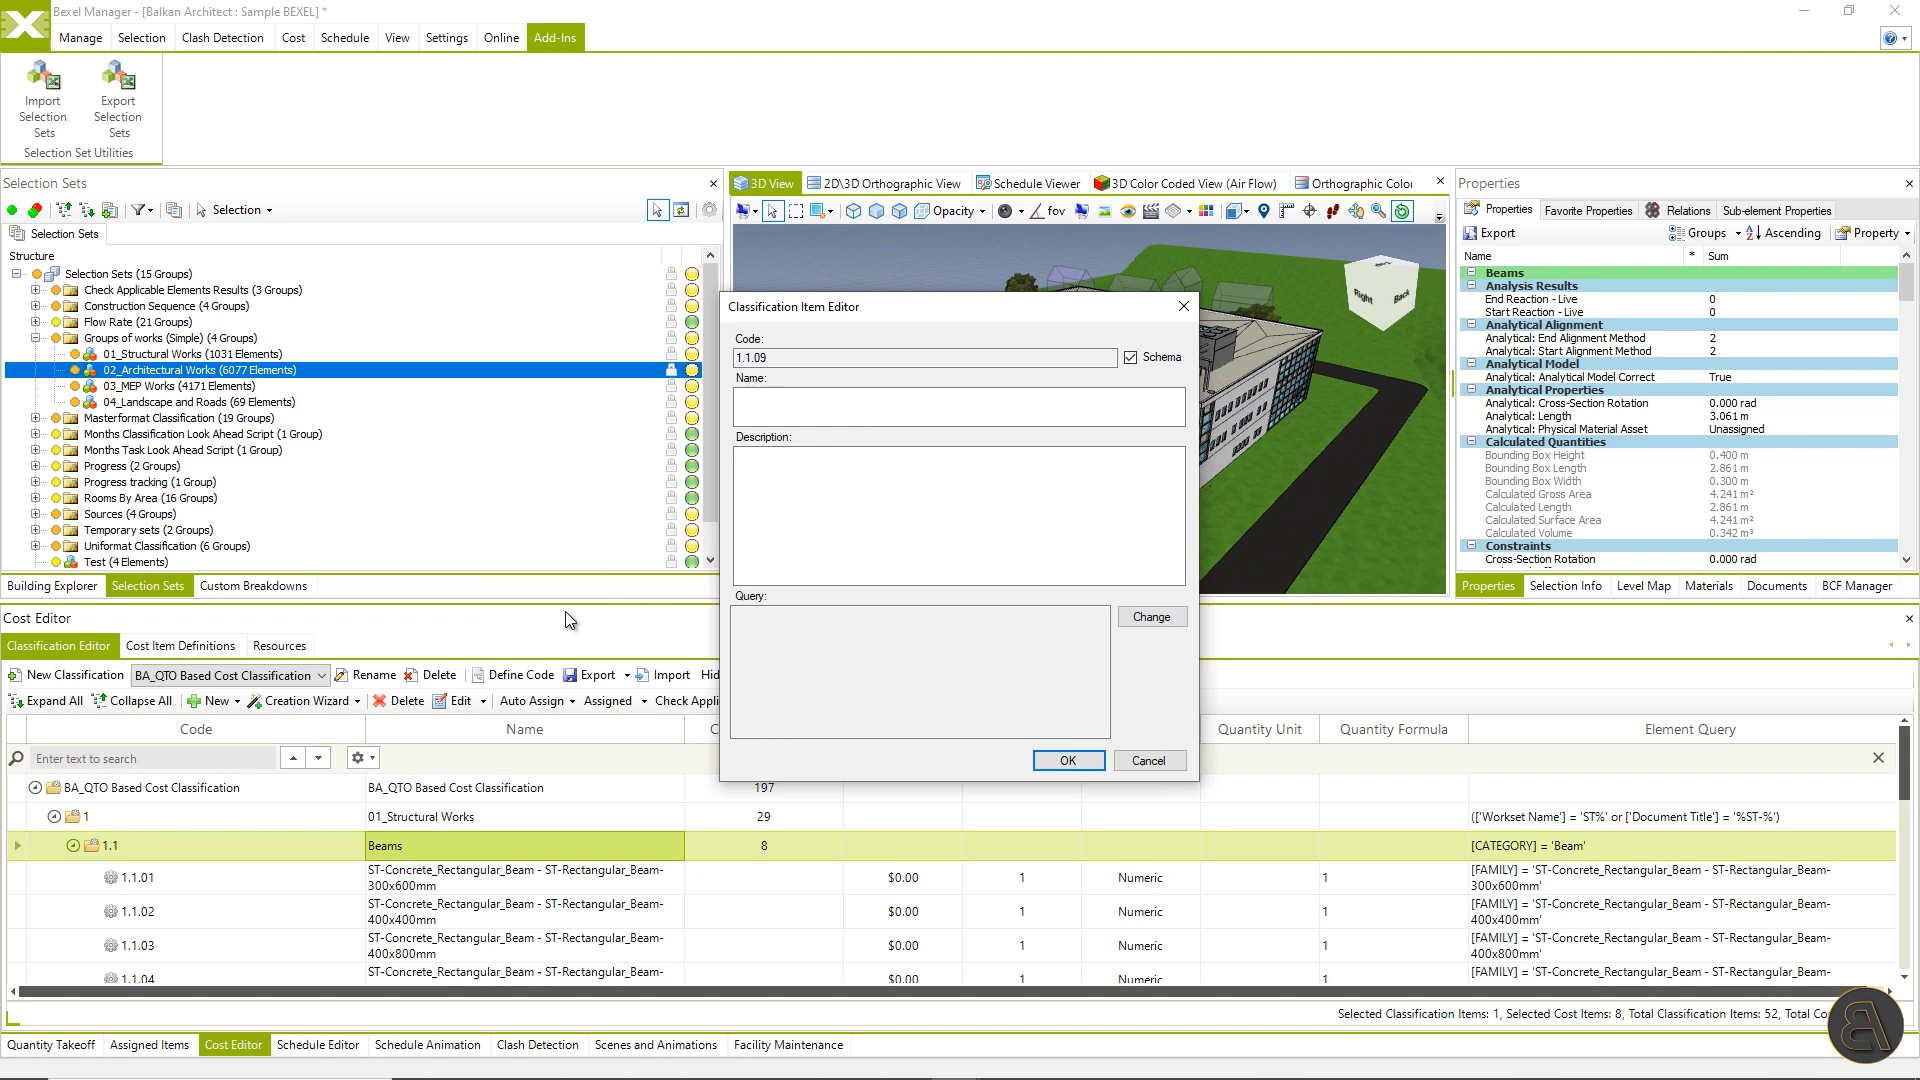 Bexel Manager - [Balkan Architect : Sample BEXEL] *
Manage Selection Clash Detection Cost Schedule View Settings Online Add-Ins
Import Selection Sets
Export Selection Sets
Selection Set Utilities
Selection Sets
Selection
Selection Sets
Structure
Selection Sets (15 Groups)
Check Applicable Elements Results (3 Groups)
Construction Sequence (4 Groups)
Flow Rate (21 Groups)
Groups of works (Simple) (4 Groups)
01_Structural Works (1031 Elements)
02_Architectural Works (6077 Elements)
03_MEP Works (4171 Elements)
04_Landscape and Roads (69 Elements)
Masterformat Classification (19 Groups)
Months Classification Look Ahead Script (1 Group)
Months Task Look Ahead Script (1 Group)
Progress (2 Groups)
Progress tracking (1 Group)
Rooms By Area (16 Groups)
Sources (4 Groups)
Temporary sets (2 Groups)
Uniformat Classification (6 Groups)
Test (4 Elements)
Building Explorer Selection Sets Custom Breakdowns
3D View 2D\3D Orthographic View Schedule Viewer 3D Color Coded View (Air Flow) Orthographic Color
Opacity fov
Right Back
Properties
Properties Favorite Properties Relations Sub-element Properties
Export Groups Ascending Property
Name * Sum
Beams
Analysis Results
End Reaction - Live 0
Start Reaction - Live 0
Analytical Alignment
Analytical: End Alignment Method 2
Analytical: Start Alignment Method 2
Analytical Model
Analytical: Analytical Model Correct True
Analytical Properties
Analytical: Cross-Section Rotation 0.000 rad
Analytical: Length 3.061 m
Analytical: Physical Material Asset Unassigned
Calculated Quantities
Bounding Box Height 0.400 m
Bounding Box Length 2.861 m
Bounding Box Width 0.300 m
Calculated Gross Area 4.241 m²
Calculated Length 2.861 m
Calculated Surface Area 4.241 m²
Calculated Volume 0.342 m³
Constraints
Cross-Section Rotation 0.000 rad
Properties Selection Info Level Map Materials Documents BCF Manager
Classification Item Editor
Code:
1.1.09
Schema
Name:
Description:
Query:
Change
OK Cancel
Cost Editor
Classification Editor Cost Item Definitions Resources
New Classification BA_QTO Based Cost Classification Rename Delete Define Code Export Import Hid
Expand All Collapse All New Creation Wizard Delete Edit Auto Assign Assigned Check Appli
Code Name C Quantity Unit Quantity Formula Element Query
Enter text to search
BA_QTO Based Cost Classification BA_QTO Based Cost Classification 197
1 01_Structural Works 29 (['Workset Name'] = 'ST%' or ['Document Title'] = '%ST-%')
1.1 Beams 8 [CATEGORY] = 'Beam'
1.1.01 ST-Concrete_Rectangular_Beam - ST-Rectangular_Beam-300x600mm $0.00 1 Numeric 1 [FAMILY] = 'ST-Concrete_Rectangular_Beam - ST-Rectangular_Beam-300x600mm'
1.1.02 ST-Concrete_Rectangular_Beam - ST-Rectangular_Beam-400x400mm $0.00 1 Numeric 1 [FAMILY] = 'ST-Concrete_Rectangular_Beam - ST-Rectangular_Beam-400x400mm'
1.1.03 ST-Concrete_Rectangular_Beam - ST-Rectangular_Beam-400x800mm $0.00 1 Numeric 1 [FAMILY] = 'ST-Concrete_Rectangular_Beam - ST-Rectangular_Beam-400x800mm'
1.1.04 ST-Concrete_Rectangular_Beam - ST-Rectangular_Beam- $0.00 1 Numeric 1 [FAMILY] = 'ST-Concrete_Rectangular_Beam - ST-Rectangular_Beam-
Selected Classification Items: 1, Selected Cost Items: 8, Total Classification Items: 52, Total Co
Quantity Takeoff Assigned Items Cost Editor Schedule Editor Schedule Animation Clash Detection Scenes and Animations Facility Maintenance